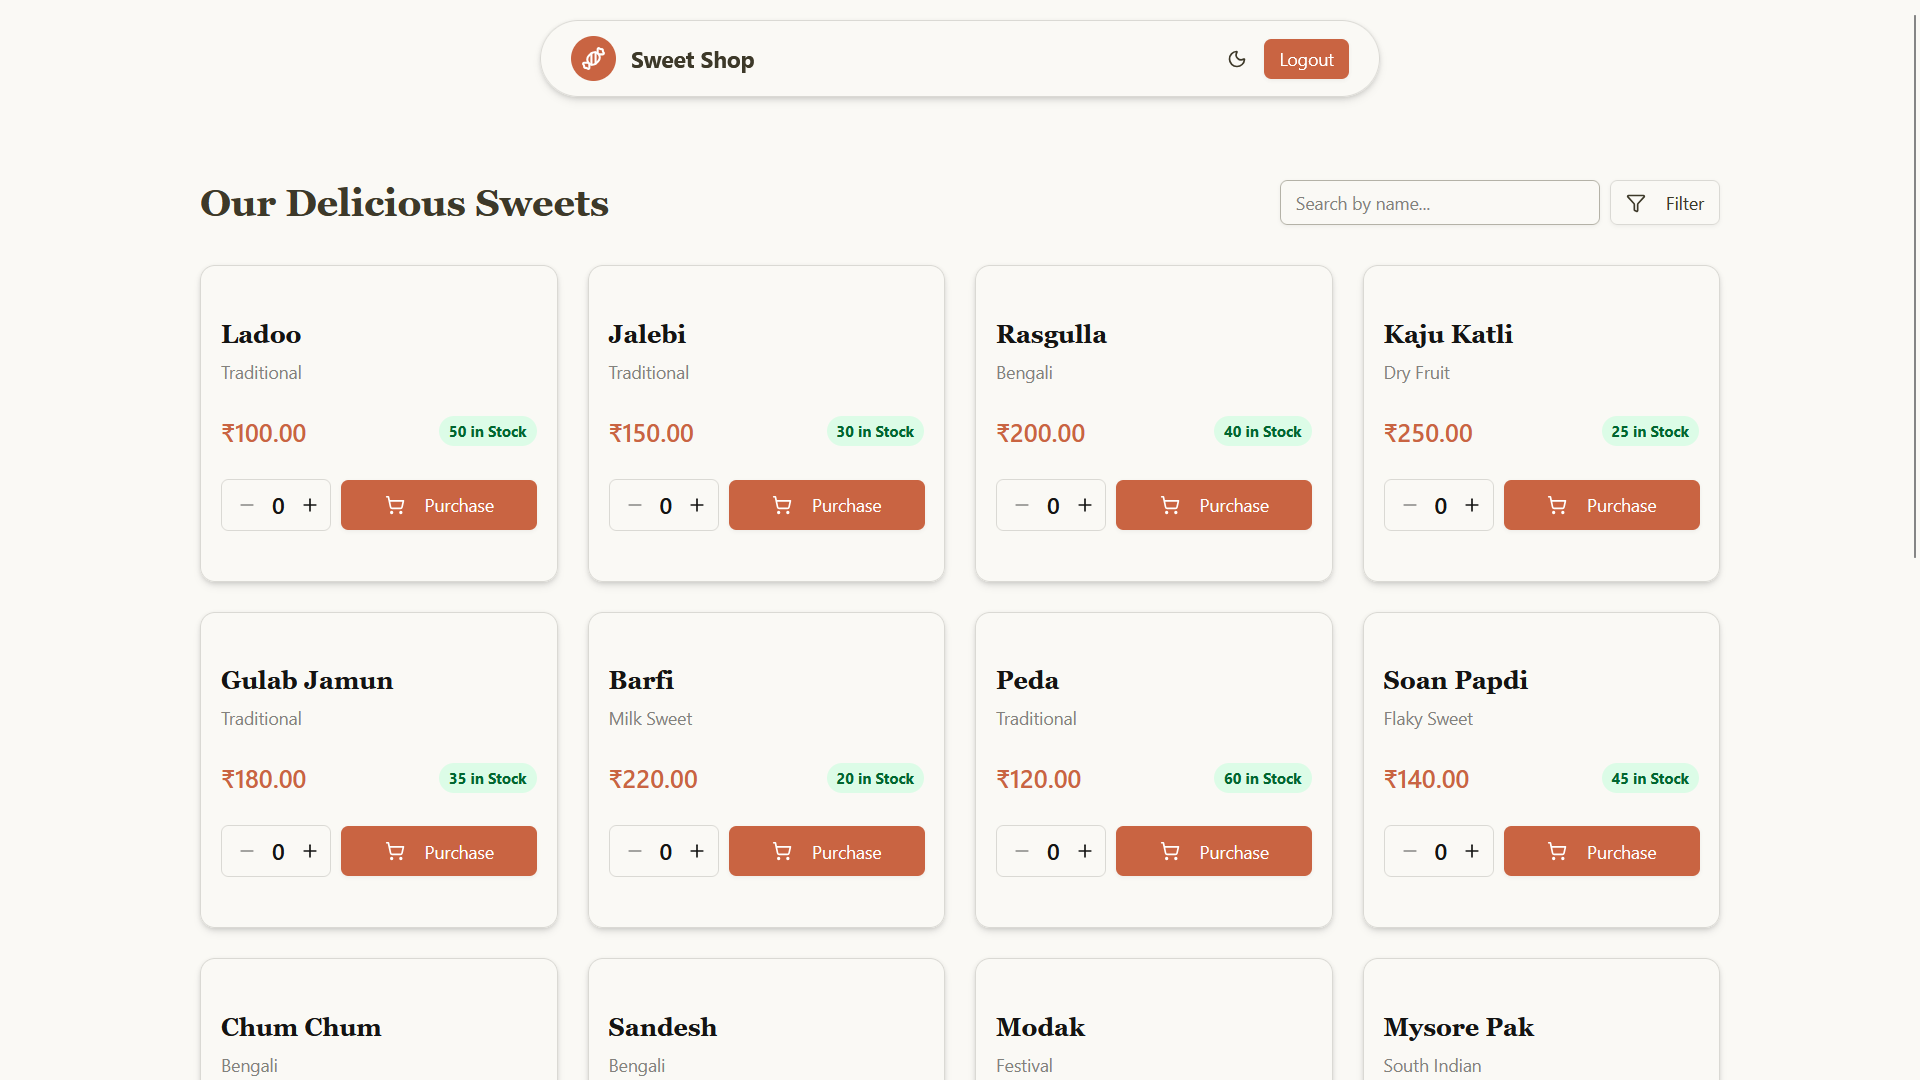 Sweet Shop
Logout
Our Delicious Sweets
Search by name...
Filter
Ladoo
Traditional
₹100.00
50 in Stock
0
Purchase
Jalebi
Traditional
₹150.00
30 in Stock
0
Purchase
Rasgulla
Bengali
₹200.00
40 in Stock
0
Purchase
Kaju Katli
Dry Fruit
₹250.00
25 in Stock
0
Purchase
Gulab Jamun
Traditional
₹180.00
35 in Stock
0
Purchase
Barfi
Milk Sweet
₹220.00
20 in Stock
0
Purchase
Peda
Traditional
₹120.00
60 in Stock
0
Purchase
Soan Papdi
Flaky Sweet
₹140.00
45 in Stock
0
Purchase
Chum Chum
Bengali
Sandesh
Bengali
Modak
Festival
Mysore Pak
South Indian